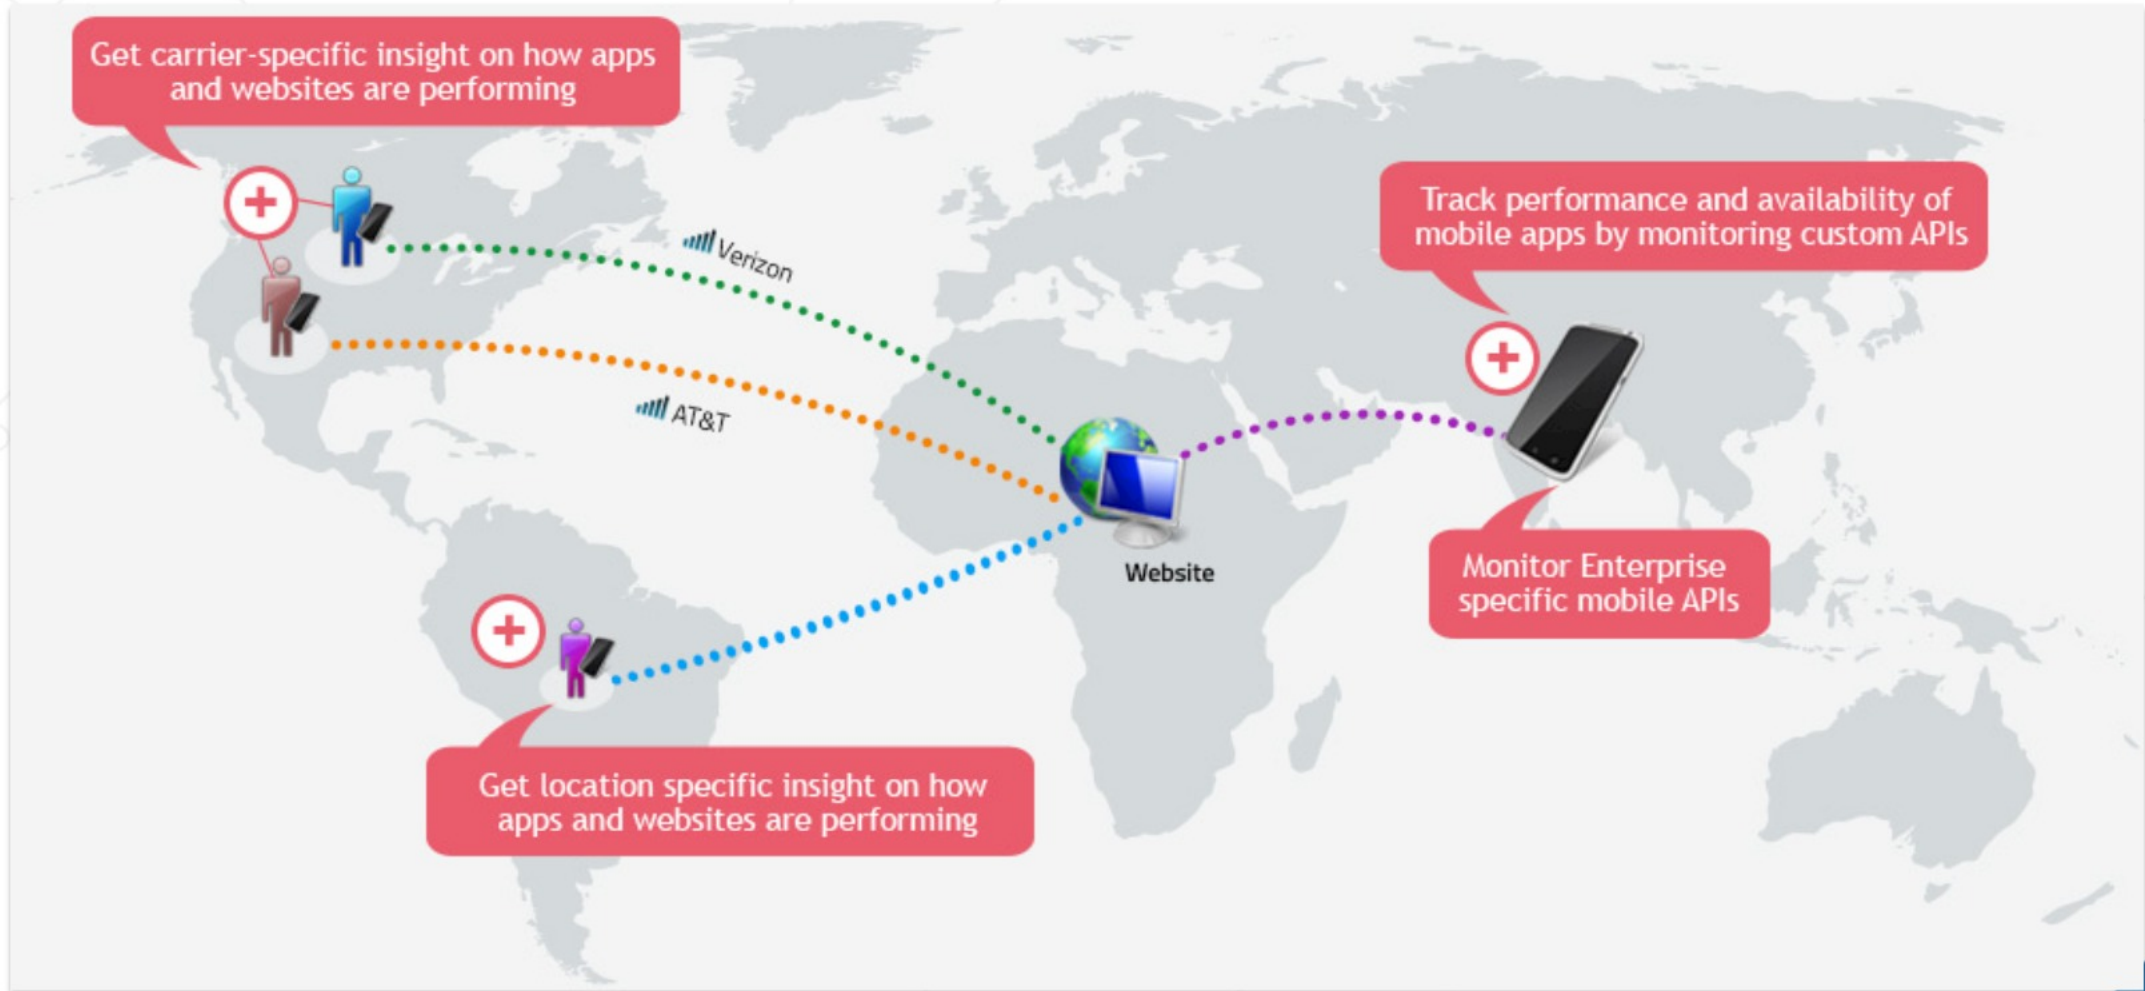 Get carrier-specific insight on how apps
and websites are performing
Verizon
AT&T
Track performance and availability of
mobile apps by monitoring custom APIs
Website
Monitor Enterprise
specific mobile APIs
Get location specific insight on how
apps and websites are performing